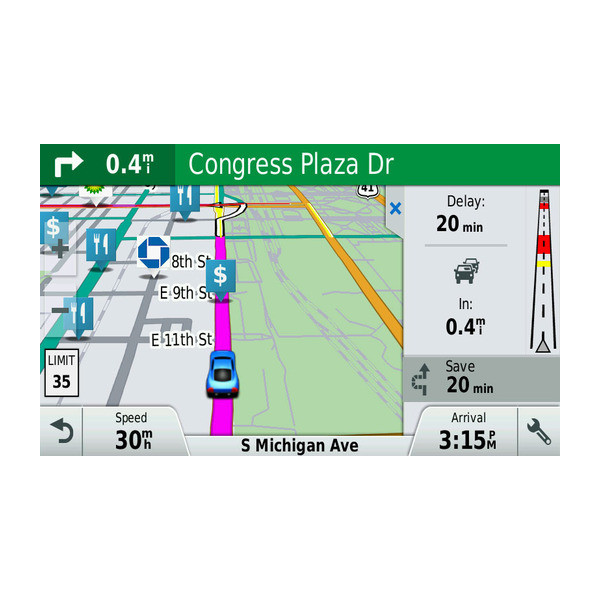 0.4 mi
Congress Plaza Dr
41
Delay:
20 min
$
8th St
$
E 9th St
In:
0.4 mi
E 11th St
LIMIT
35
Save
20 min
Speed
30 mh
S Michigan Ave
Arrival
3:15 PM